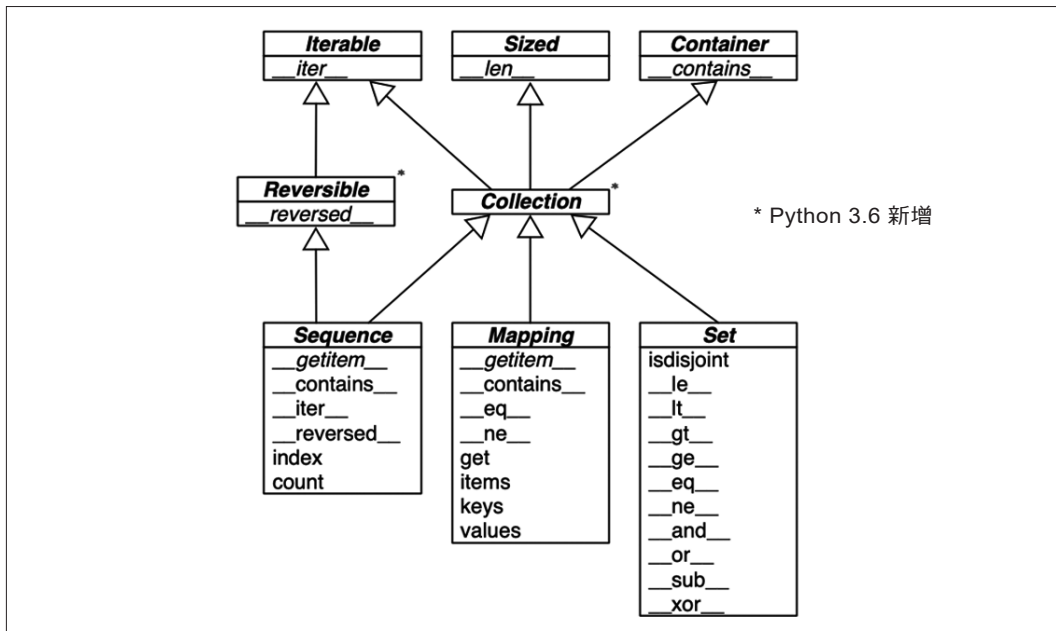 Iterable
__iter__
Sized
__len__
Container
__contains__
Reversible
*
__reversed__
Collection
*
* Python 3.6 新增
Sequence
__getitem__
__contains__
__iter__
__reversed__
index
count
Mapping
__getitem__
__contains__
__eq__
__ne__
get
items
keys
values
Set
isdisjoint
__le__
__lt__
__gt__
__ge__
__eq__
__ne__
__and__
__or__
__sub__
__xor__